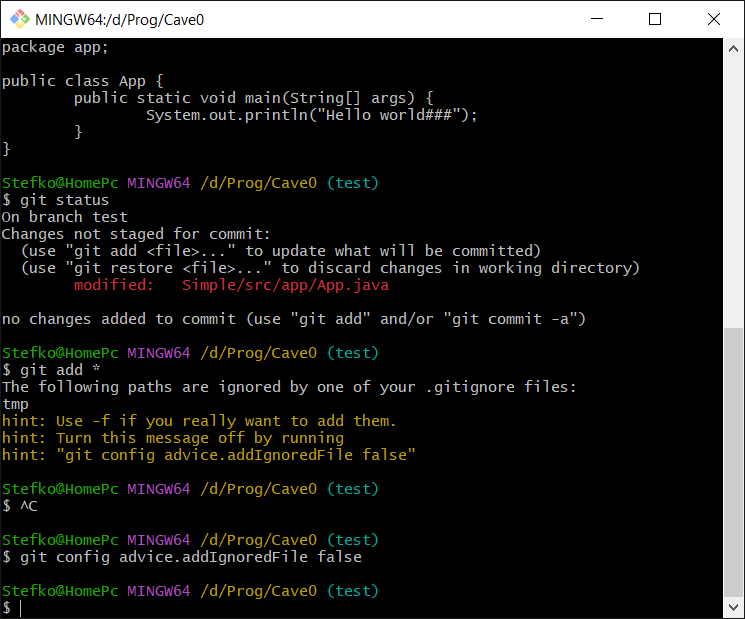 MINGW64:/d/Prog/Cave0
package app;
public class App {
        public static void main(String[] args) {
                System.out.println("Hello world###");
        }
}
Stefko@HomePc MINGW64 /d/Prog/Cave0 (test)
$ git status
On branch test
Changes not staged for commit:
  (use "git add <file>..." to update what will be committed)
  (use "git restore <file>..." to discard changes in working directory)
        modified:   Simple/src/app/App.java
no changes added to commit (use "git add" and/or "git commit -a")
Stefko@HomePc MINGW64 /d/Prog/Cave0 (test)
$ git add *
The following paths are ignored by one of your .gitignore files:
tmp
hint: Use -f if you really want to add them.
hint: Turn this message off by running
hint: "git config advice.addIgnoredFile false"
Stefko@HomePc MINGW64 /d/Prog/Cave0 (test)
$ ^C
Stefko@HomePc MINGW64 /d/Prog/Cave0 (test)
$ git config advice.addIgnoredFile false
Stefko@HomePc MINGW64 /d/Prog/Cave0 (test)
$